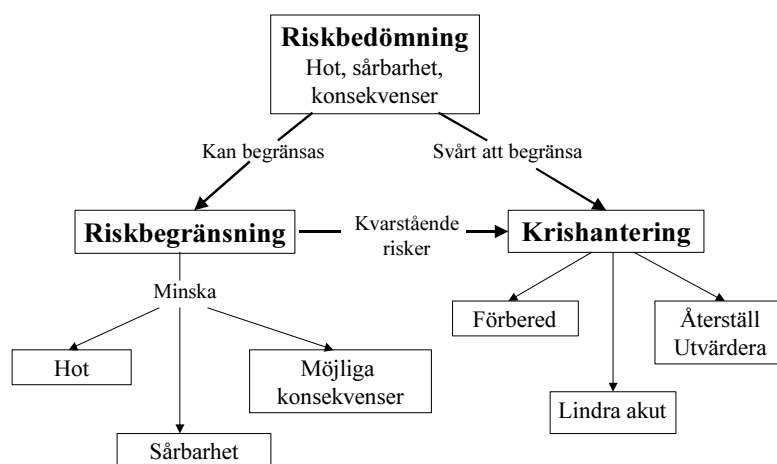 Riskbedömning
Hot, sårbarhet,
konsekvenser
Kan begränsas
Svårt att begränsa
Riskbegränsning
Kvarstående
risker
Krishantering
Minska
Förbered
Återställ
Utvärdera
Hot
Möjliga
konsekvenser
Lindra akut
Sårbarhet